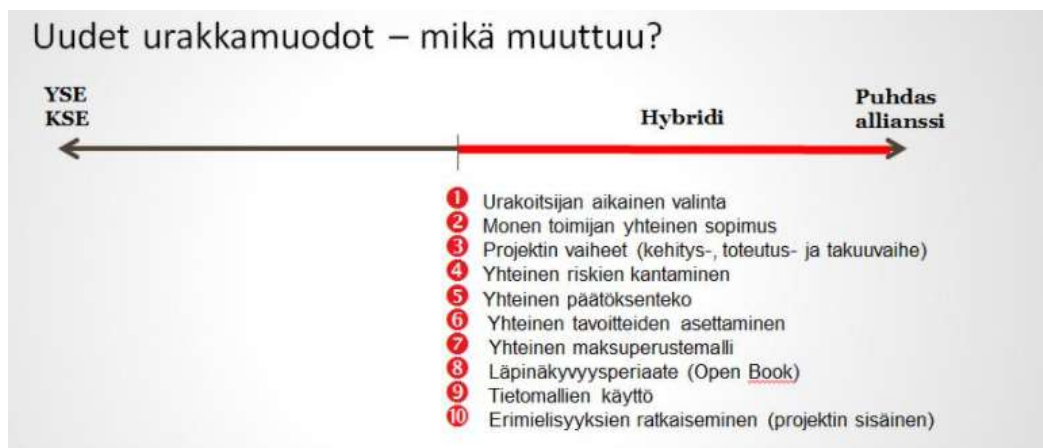 Uudet urakkamuodot – mikä muuttuu?
YSE
KSE
Hybridi
Puhdas
allianssi
1 Urakoitsijan aikainen valinta
2 Monen toimijan yhteinen sopimus
3 Projektin vaiheet (kehitys-, toteutus- ja takuuvaihe)
4 Yhteinen riskien kantaminen
5 Yhteinen päätöksenteko
6 Yhteinen tavoitteiden asettaminen
7 Yhteinen maksuperustemalli
8 Läpinäkyvyysperiaate (Open Book)
9 Tietomallien käyttö
10 Erimielisyyksien ratkaiseminen (projektin sisäinen)